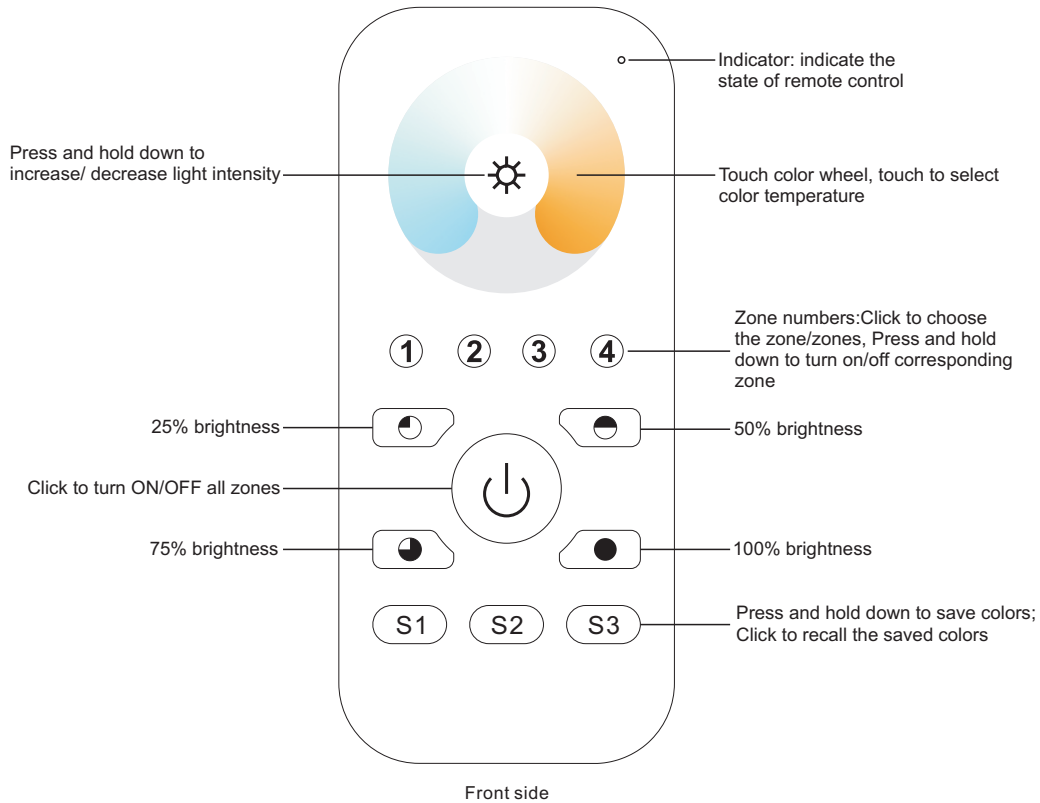 Indicator: indicate the
state of remote control
Press and hold down to
increase/ decrease light intensity
Touch color wheel, touch to select
color temperature
Zone numbers:Click to choose
the zone/zones, Press and hold
down to turn on/off corresponding
zone
1 2 3 4
25% brightness
50% brightness
Click to turn ON/OFF all zones
75% brightness
100% brightness
S1 S2 S3
Press and hold down to save colors;
Click to recall the saved colors
Front side